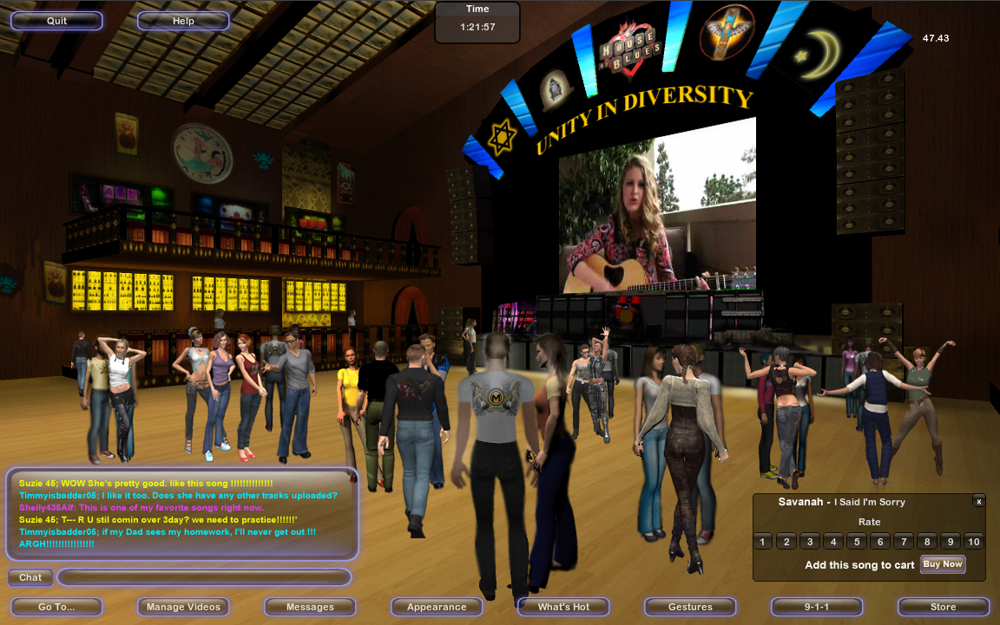 Quit
Help
Time
1:21:57
47.43
HOUSE
OF BLUES
UNITY IN DIVERSITY
M
Suzie 45; WOW She's pretty good. like this song !!!!!!!!!!!!!!
Timmyisbadder05; I like it too. Does she have any other tracks uploaded?
Shelly435Alf: This is one of my favorite songs right now.
Suzie 45; T--- R U stil comin over 3day? we need to practice!!!!!!'
Timmyisbadder05; if my Dad sees my homework, I'll never get out !!!
ARGH!!!!!!!!!!!!!!!
Chat
Savanah - I Said I'm Sorry
x
Rate
1 2 3 4 5 6 7 8 9 10
Add this song to cart Buy Now
Go To...
Manage Videos
Messages
Appearance
What's Hot
Gestures
9-1-1
Store